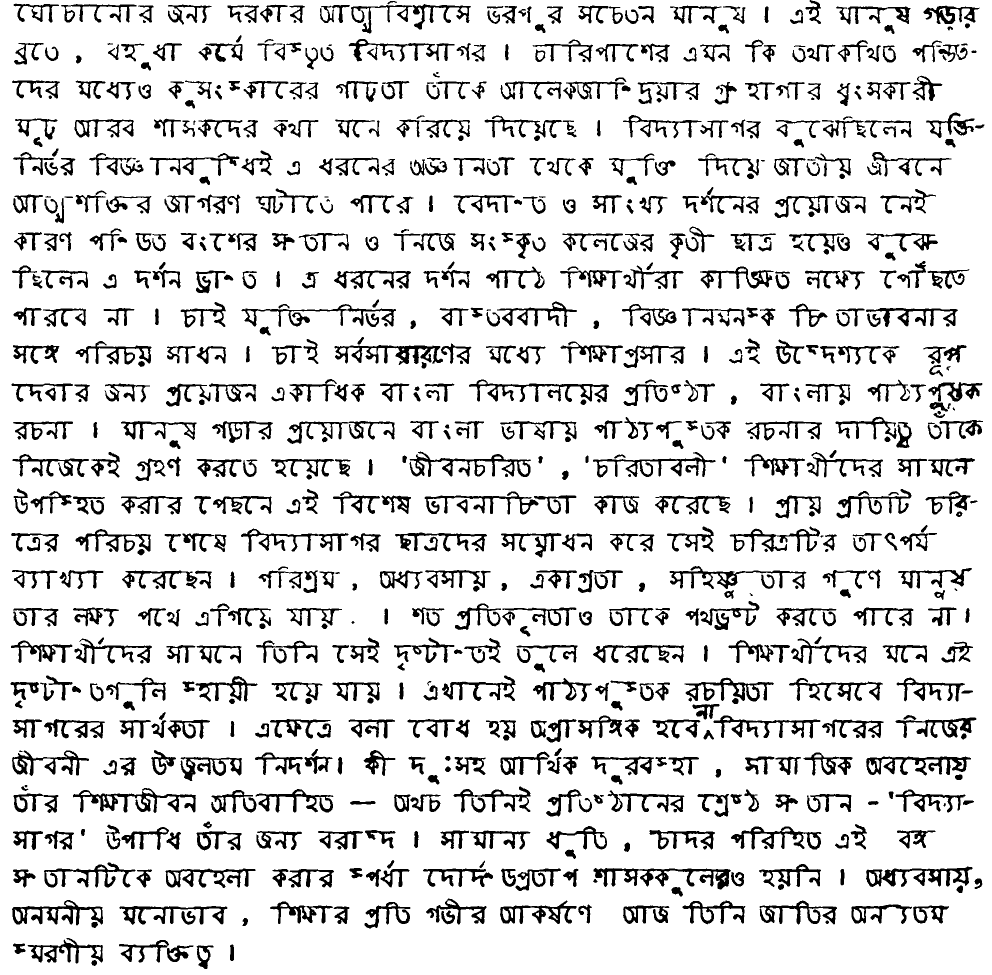 ঘোচানোর জন্য দরকার আত্মবিশ্বাসে ভরপুর সচেতন মানুষ । এই মানুষ গড়ার
ব্রতে , বহুধা কর্মে বিস্তৃত বিদ্যাসাগর । চারিপাশের এমন কি তথাকথিত পন্ডিত-
দের মধ্যেও কুসংস্কারের গাঢ়তা তাঁকে আলেকজান্দ্রিয়ার গ্রন্থাগার ধ্বংসকারী
মূঢ় আরব শাসকদের কথা মনে করিয়ে দিয়েছে । বিদ্যাসাগর বুঝেছিলেন যুক্তি-
নির্ভর বিজ্ঞানবুদ্ধিই এ ধরনের অজ্ঞানতা থেকে মুক্তি দিয়ে জাতীয় জীবনে
আত্মশক্তির জাগরণ ঘটাতে পারে । বেদান্ত ও সাংখ্য দর্শনের প্রয়োজন নেই
কারণ পন্ডিত বংশের সন্তান ও নিজে সংস্কৃত কলেজের কৃতী ছাত্র হয়েও বুঝে
ছিলেন এ দর্শন ভ্রান্ত । এ ধরনের দর্শন পাঠে শিক্ষার্থীরা কাঙ্ক্ষিত লক্ষ্যে পৌঁছতে
পারবে না । চাই যুক্তি নির্ভর , বাস্তববাদী , বিজ্ঞানমনস্ক চিন্তাভাবনার
সঙ্গে পরিচয় সাধন । চাই সর্বসাধারণের মধ্যে শিক্ষাপ্রসার । এই উদ্দেশ্যকে রূপ
দেবার জন্য প্রয়োজন একাধিক বাংলা বিদ্যালয়ের প্রতিষ্ঠা , বাংলায় পাঠ্যপুস্তক
রচনা । মানুষ গড়ার প্রয়োজনে বাংলা ভাষায় পাঠ্যপুস্তক রচনার দায়িত্ব তাঁকে
নিজেকেই গ্রহণ করতে হয়েছে । 'জীবনচরিত' , 'চরিতাবলী' শিক্ষার্থীদের সামনে
উপস্থিত করার পেছনে এই বিশেষ ভাবনাচিন্তা কাজ করেছে । প্রায় প্রতিটি চরি-
ত্রের পরিচয় শেষে বিদ্যাসাগর ছাত্রদের সম্বোধন করে সেই চরিত্রটির তাৎপর্য
ব্যাখ্যা করেছেন । পরিশ্রম , অধ্যবসায় , একাগ্রতা , সহিষ্ণুতার গুণে মানুষ
তার লক্ষ্য পথে এগিয়ে যায় . । শত প্রতিকূলতাও তাকে পথভ্রষ্ট করতে পারে না।
শিক্ষার্থীদের সামনে তিনি সেই দৃষ্টান্তই তুলে ধরেছেন । শিক্ষার্থীদের মনে এই
দৃষ্টান্তগুলি স্থায়ী হয়ে যায় । এখানেই পাঠ্যপুস্তক রচয়িতা হিসেবে বিদ্যা-
সাগরের সার্থকতা । এক্ষেত্রে বলা বোধ হয় অপ্রাসঙ্গিক হবে না বিদ্যাসাগরের নিজের
জীবনী এর উজ্জ্বলতম নিদর্শন। কী দুঃসহ আর্থিক দুরবস্থা , সামাজিক অবহেলায়
তাঁর শিক্ষাজীবন অতিবাহিত — অথচ তিনিই প্রতিষ্ঠানের শ্রেষ্ঠ সন্তান - 'বিদ্যা-
সাগর' উপাধি তাঁর জন্য বরাদ্দ । সামান্য ধুতি , চাদর পরিহিত এই বঙ্গ
সন্তানটিকে অবহেলা করার স্পর্ধা দোর্দন্ডপ্রতাপ শাসককুলেরও হয়নি । অধ্যবসায়,
অনমনীয় মনোভাব , শিক্ষার প্রতি গভীর আকর্ষণে আজ তিনি জাতির অন্যতম
স্মরণীয় ব্যক্তিত্ব ।